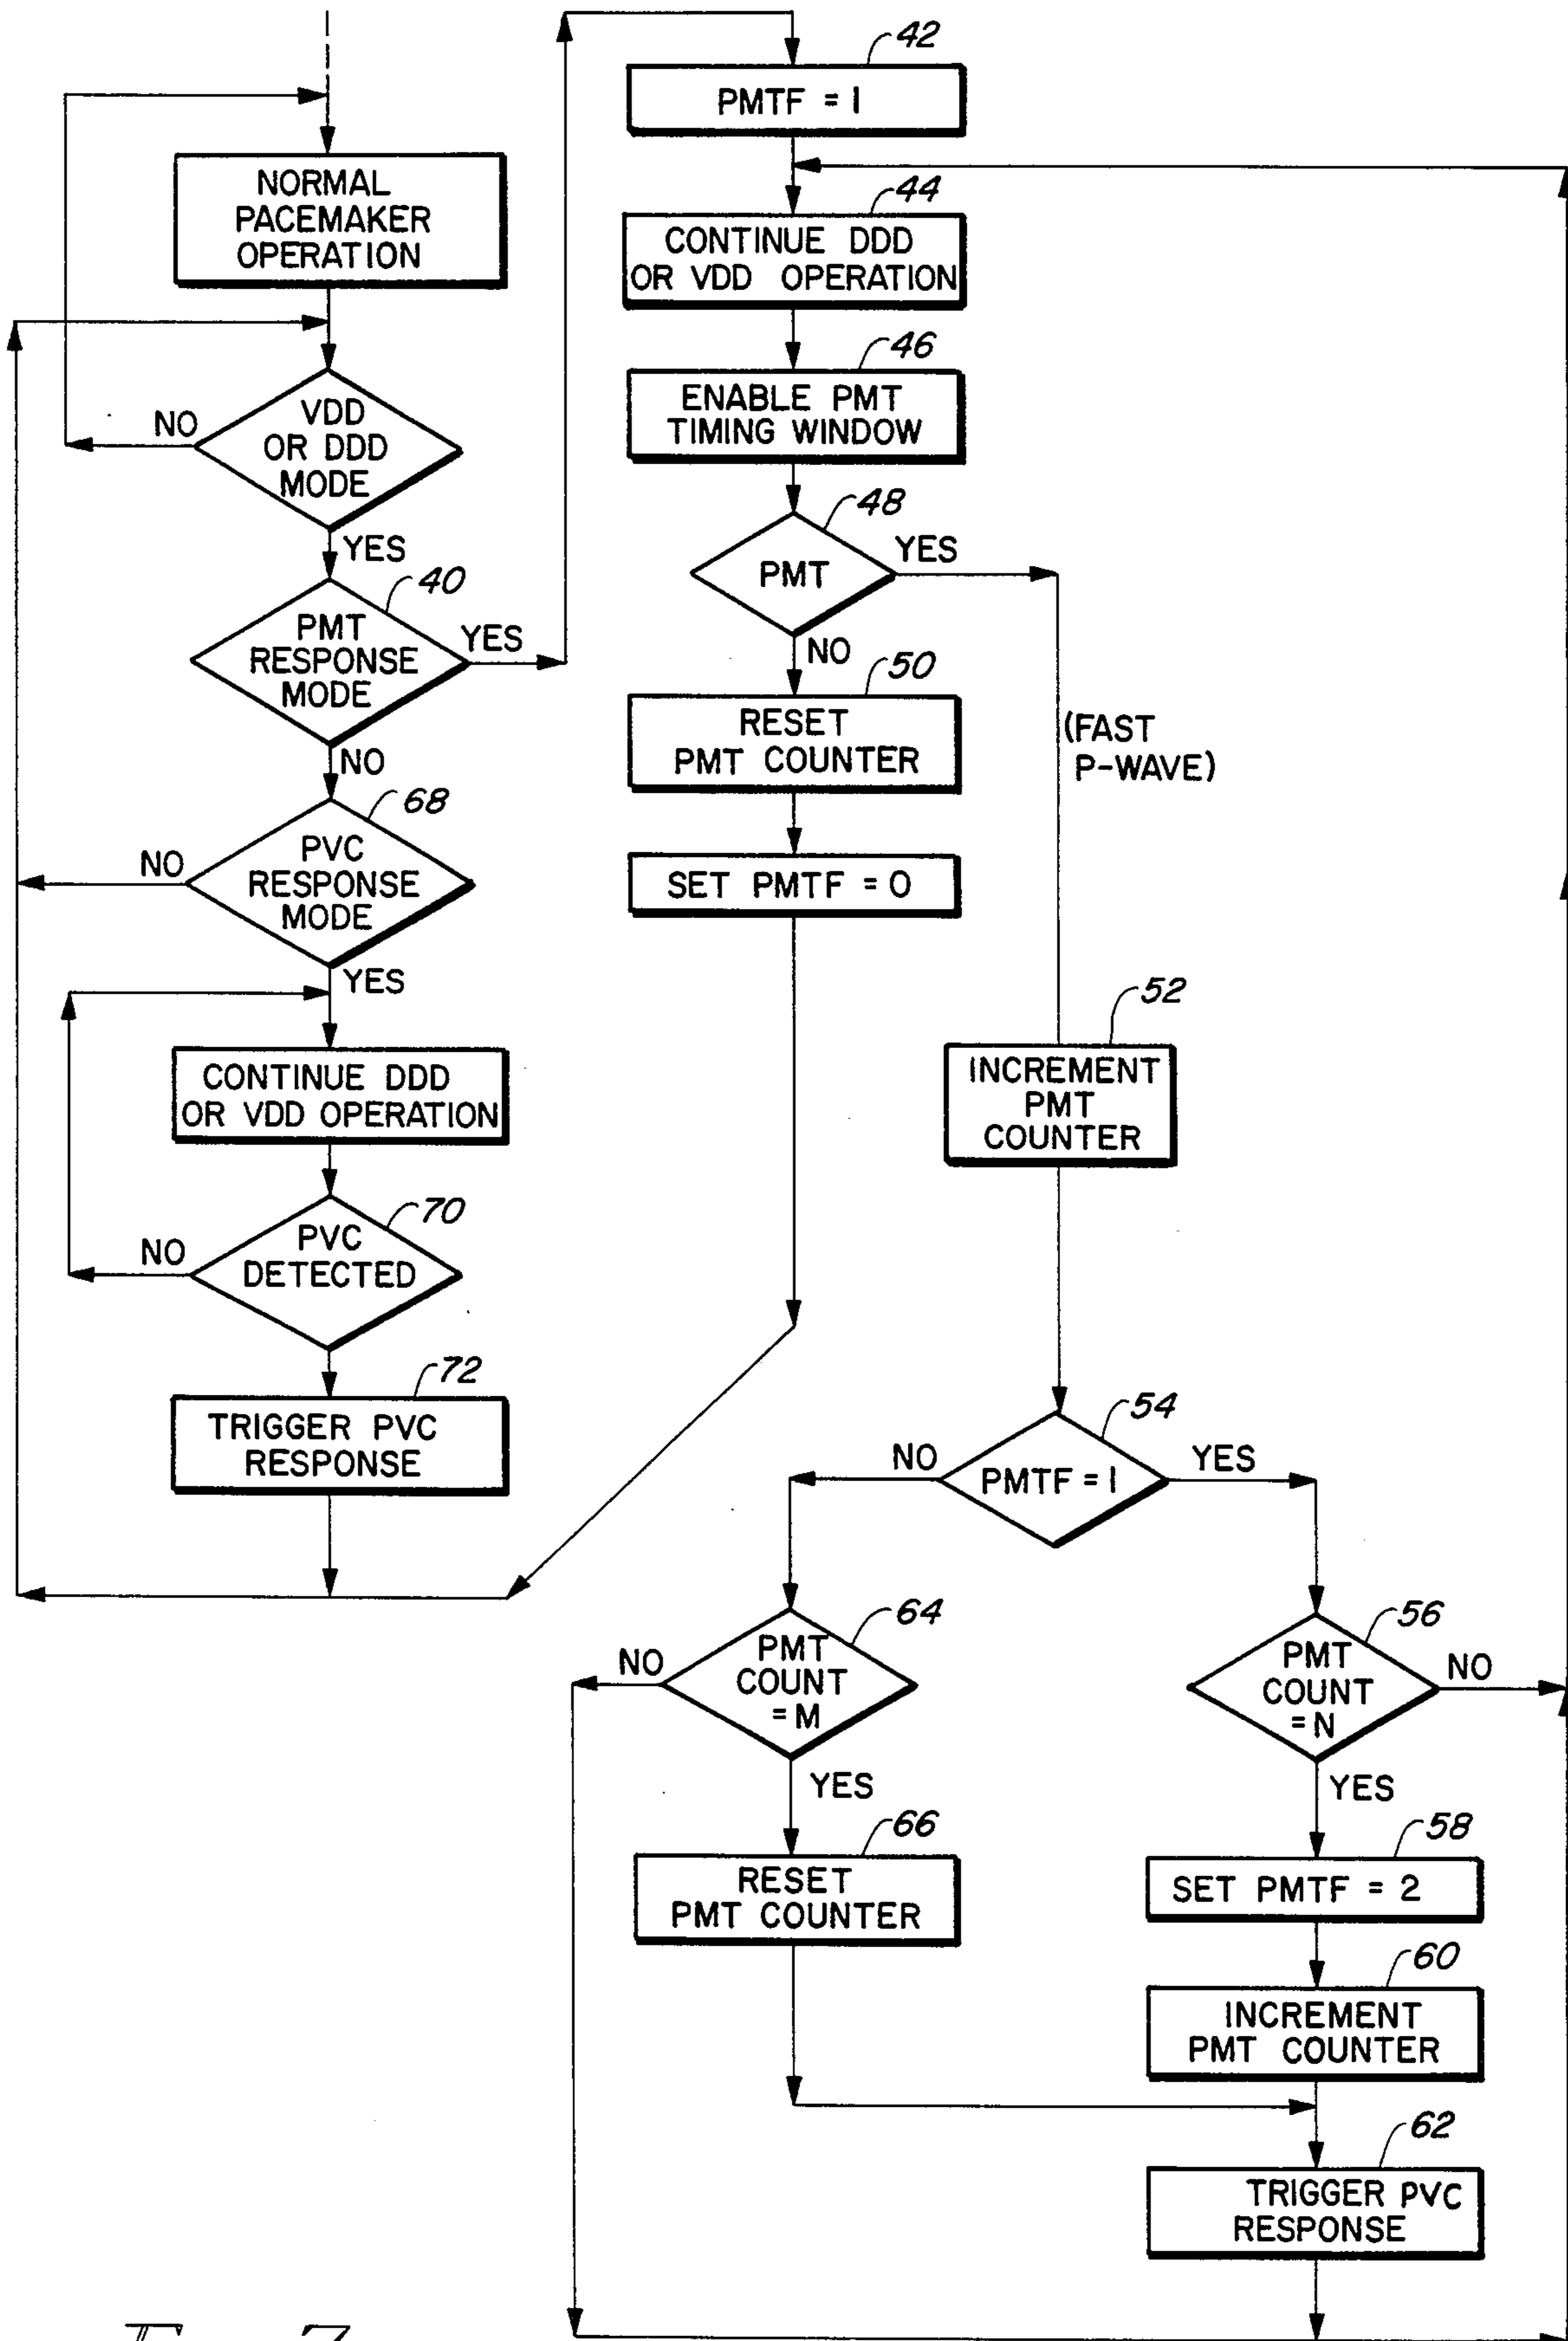 NORMAL
PACEMAKER
OPERATION
VDD
OR DDD
MODE
NO
YES
40
PMT
RESPONSE
MODE
YES
NO
68
PVC
RESPONSE
MODE
NO
YES
CONTINUE DDD
OR VDD OPERATION
70
PVC
DETECTED
NO
72
TRIGGER PVC
RESPONSE
42
PMTF = 1
44
CONTINUE DDD
OR VDD OPERATION
46
ENABLE PMT
TIMING WINDOW
48
PMT
YES
NO
50
RESET
PMT COUNTER
SET PMTF = 0
(FAST
P-WAVE)
52
INCREMENT
PMT
COUNTER
54
PMTF = 1
NO
YES
64
PMT
COUNT
= M
NO
YES
66
RESET
PMT COUNTER
56
PMT
COUNT
= N
NO
YES
58
SET PMTF = 2
60
INCREMENT
PMT COUNTER
62
TRIGGER PVC
RESPONSE